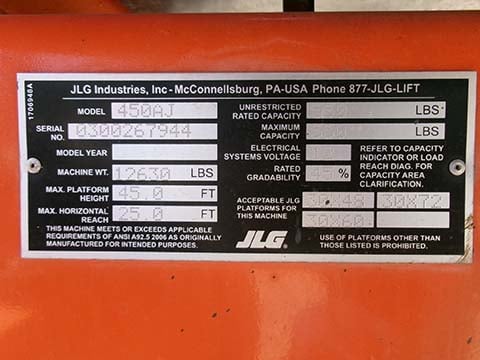 JLG Industries, Inc - McConnellsburg, PA-USA Phone 877-JLG-LIFT
1706948A
MODEL 450AJ
SERIAL NO. 0300267944
MODEL YEAR
MACHINE WT. 12630 LBS
MAX. PLATFORM HEIGHT 45.0 FT
MAX. HORIZONTAL REACH 25.0 FT
THIS MACHINE MEETS OR EXCEEDS APPLICABLE
REQUIREMENTS OF ANSI A92.5 2006 AS ORIGINALLY
MANUFACTURED FOR INTENDED PURPOSES.
UNRESTRICTED RATED CAPACITY LBS*
MAXIMUM CAPACITY LBS
ELECTRICAL SYSTEMS VOLTAGE
RATED GRADABILITY 45%
REFER TO CAPACITY
INDICATOR OR LOAD
REACH DIAG. FOR
CAPACITY AREA
CLARIFICATION.
ACCEPTABLE JLG PLATFORMS FOR THIS MACHINE
30X48 30X72
30X60
JLG
USE OF PLATFORMS OTHER THAN
THOSE LISTED IS PROHIBITED.